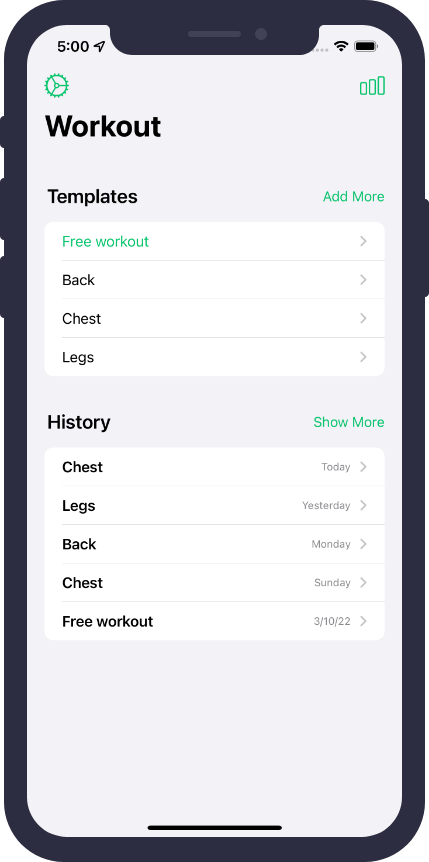 5:00
Workout
Templates Add More
Free workout
Back
Chest
Legs
History Show More
Chest Today
Legs Yesterday
Back Monday
Chest Sunday
Free workout 3/10/22